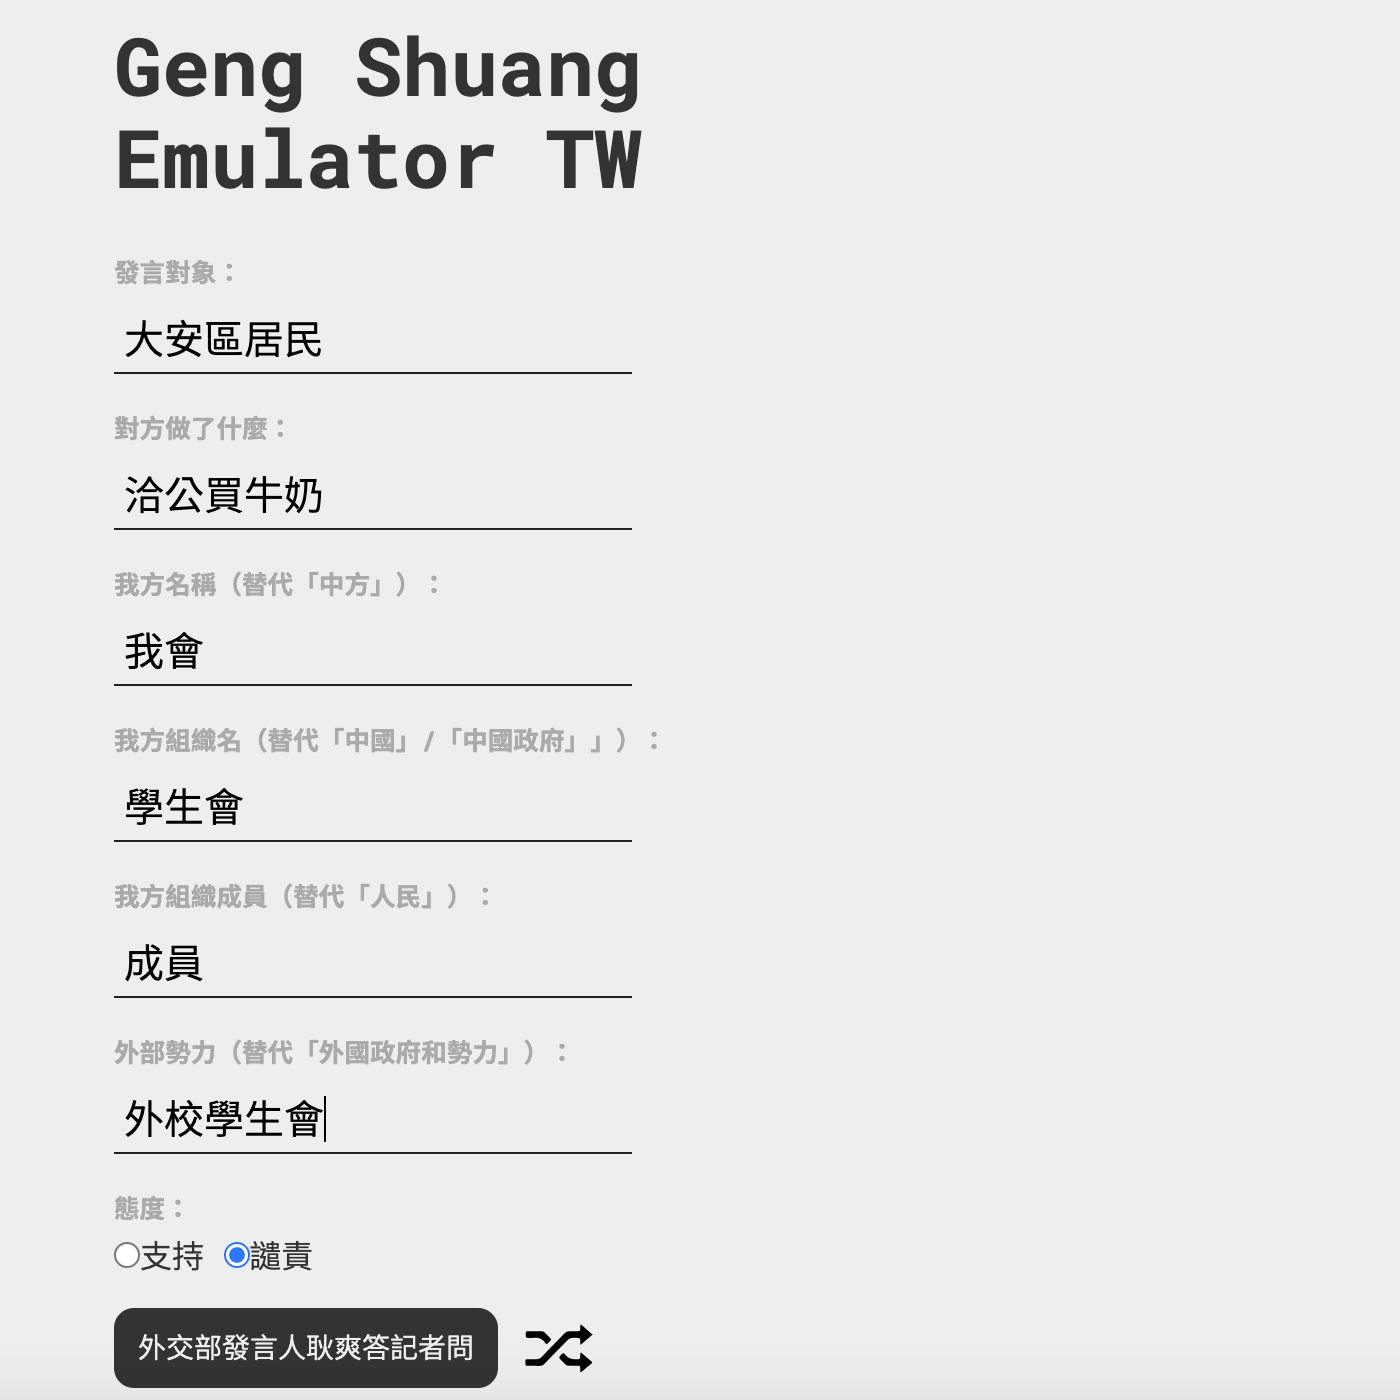 Geng Shuang
Emulator TW
發言對象：
大安區居民
對方做了什麼：
洽公買牛奶
我方名稱（替代「中方」）：
我會
我方組織名（替代「中國」/「中國政府」」）：
學生會
我方組織成員（替代「人民」）：
成員
外部勢力（替代「外國政府和勢力」）：
外校學生會
態度：
支持 譴責
外交部發言人耿爽答記者問